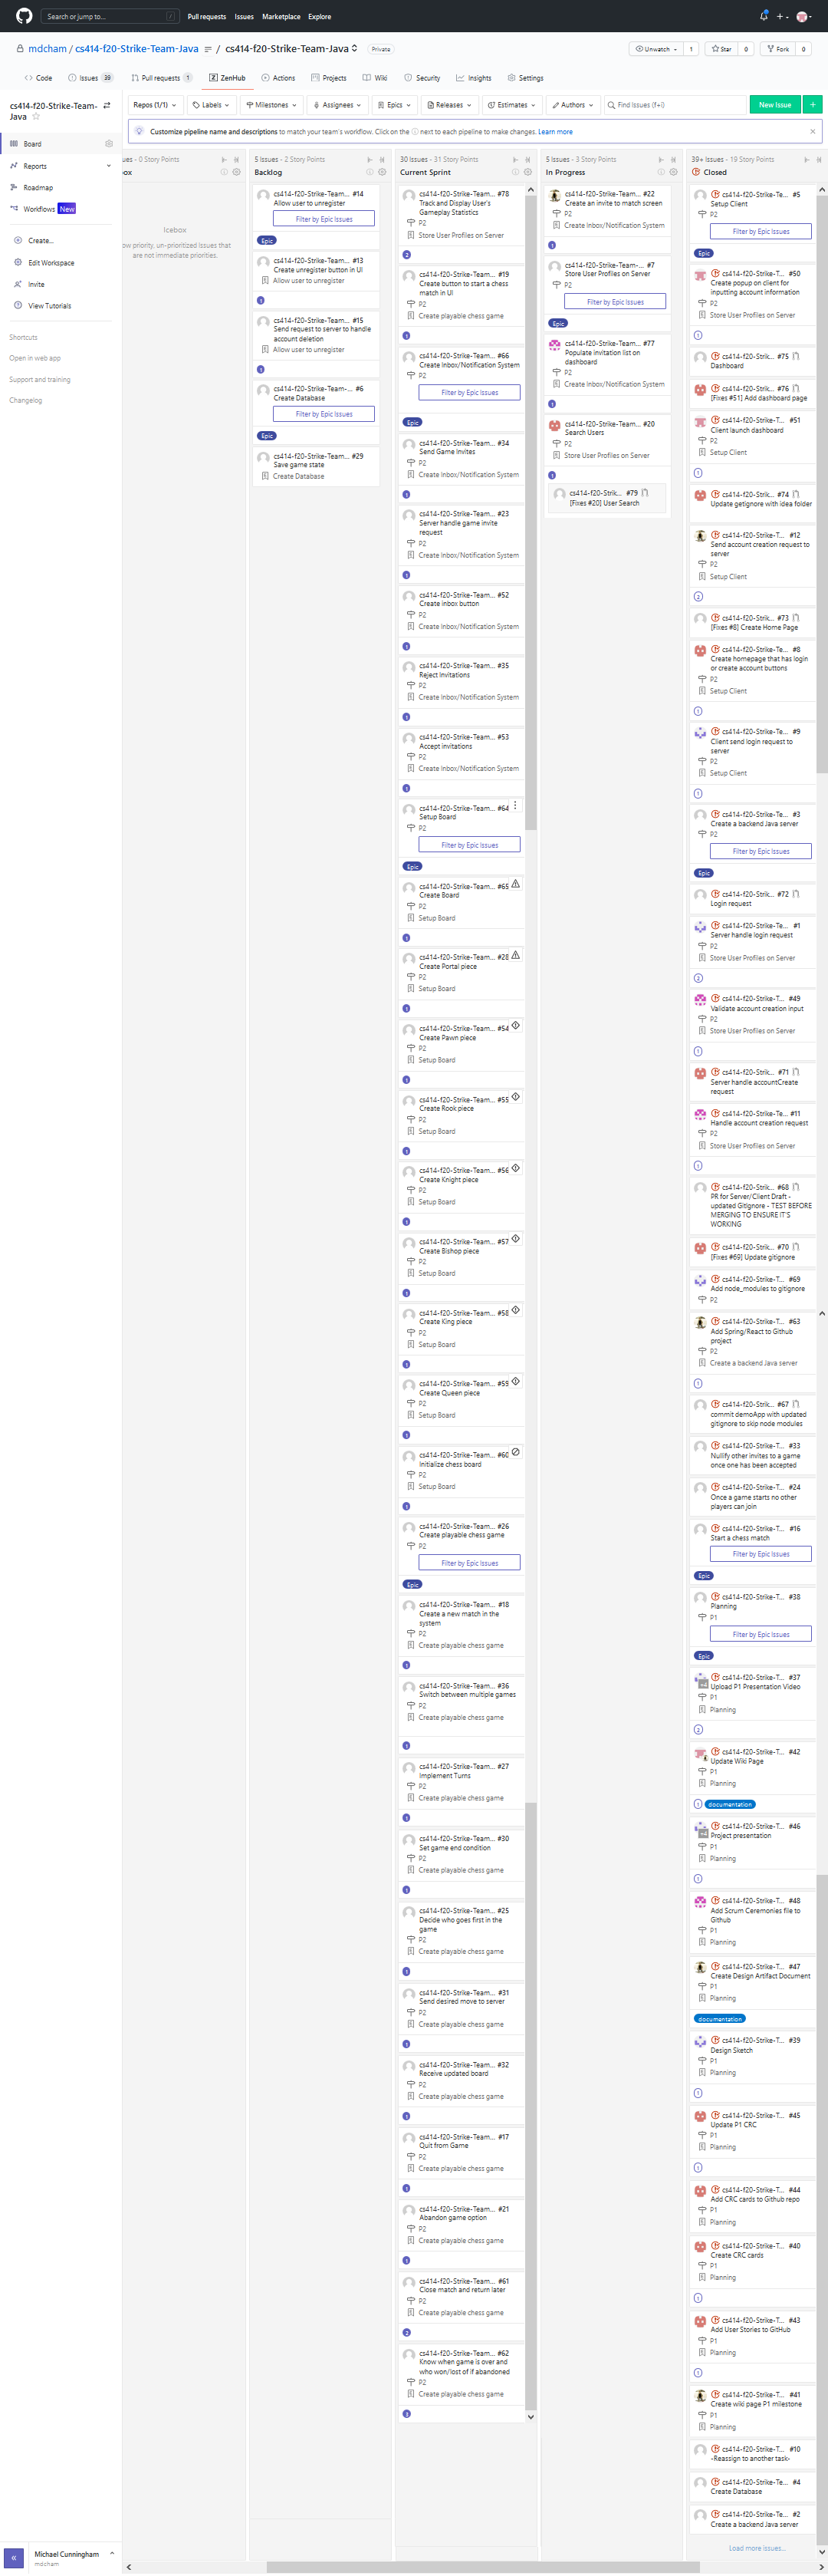 Search or jump to...
/
Pull requests
Issues
Marketplace
Explore
mdcham / cs414-f20-Strike-Team-Java
/ cs414-f20-Strike-Team-Java
Private
Unwatch
1
Star
0
Fork
0
Code
Issues 39
Pull requests 1
ZenHub
Actions
Projects
Wiki
Security
Insights
Settings
cs414-f20-Strike-Team-
Java
Board
Reports
Roadmap
Workflows New
Create...
Edit Workspace
Invite
View Tutorials
Shortcuts
Open in web app
Support and training
Changelog
Repos (1/1)
Labels
Milestones
Assignees
Epics
Releases
Estimates
Authors
Find Issues (f+i)
New Issue
+
Customize pipeline name and descriptions to match your team's workflow. Click on the ⓘ next to each pipeline to make changes. Learn more
ues - 0 Story Points
ox
Icebox
ow priority, un-prioritized Issues that
are not immediate priorities.
5 Issues - 2 Story Points
Backlog
cs414-f20-Strike-Team... #14
Allow user to unregister
Filter by Epic Issues
Epic
cs414-f20-Strike-Team... #13
Create unregister button in UI
Allow user to unregister
1
cs414-f20-Strike-Team... #15
Send request to server to handle
account deletion
Allow user to unregister
1
cs414-f20-Strike-Team-... #6
Create Database
Filter by Epic Issues
Epic
cs414-f20-Strike-Team... #29
Save game state
Create Database
30 Issues - 31 Story Points
Current Sprint
cs414-f20-Strike-Team... #78
Track and Display User's
Gameplay Statistics
P2
Store User Profiles on Server
2
cs414-f20-Strike-Team... #19
Create button to start a chess
match in UI
P2
Create playable chess game
1
cs414-f20-Strike-Team... #66
Create Inbox/Notification System
P2
Filter by Epic Issues
Epic
cs414-f20-Strike-Team... #34
Send Game Invites
P2
Create Inbox/Notification System
1
cs414-f20-Strike-Team... #23
Server handle game invite
request
P2
Create Inbox/Notification System
1
cs414-f20-Strike-Team... #52
Create inbox button
P2
Create Inbox/Notification System
1
cs414-f20-Strike-Team... #35
Reject Invitations
P2
Create Inbox/Notification System
1
cs414-f20-Strike-Team... #53
Accept invitations
P2
Create Inbox/Notification System
1
cs414-f20-Strike-Team... #64
Setup Board
P2
Filter by Epic Issues
Epic
cs414-f20-Strike-Team... #65
Create Board
P2
Setup Board
1
cs414-f20-Strike-Team... #28
Create Portal piece
P2
Setup Board
1
cs414-f20-Strike-Team... #54
Create Pawn piece
P2
Setup Board
1
cs414-f20-Strike-Team... #55
Create Rook piece
P2
Setup Board
1
cs414-f20-Strike-Team... #56
Create Knight piece
P2
Setup Board
1
cs414-f20-Strike-Team... #57
Create Bishop piece
P2
Setup Board
1
cs414-f20-Strike-Team... #58
Create King piece
P2
Setup Board
1
cs414-f20-Strike-Team... #59
Create Queen piece
P2
Setup Board
1
cs414-f20-Strike-Team... #60
Initialize chess board
P2
Setup Board
1
cs414-f20-Strike-Team... #26
Create playable chess game
P2
Filter by Epic Issues
Epic
cs414-f20-Strike-Team... #18
Create a new match in the
system
P2
Create playable chess game
1
cs414-f20-Strike-Team... #36
Switch between multiple games
P2
Create playable chess game
1
cs414-f20-Strike-Team... #27
Implement Turns
P2
Create playable chess game
1
cs414-f20-Strike-Team... #30
Set game end condition
P2
Create playable chess game
1
cs414-f20-Strike-Team... #25
Decide who goes first in the
game
P2
Create playable chess game
1
cs414-f20-Strike-Team... #31
Send desired move to server
P2
Create playable chess game
1
cs414-f20-Strike-Team... #32
Receive updated board
P2
Create playable chess game
1
cs414-f20-Strike-Team... #17
Quit from Game
P2
Create playable chess game
1
cs414-f20-Strike-Team... #21
Abandon game option
P2
Create playable chess game
1
cs414-f20-Strike-Team... #61
Close match and return later
P2
Create playable chess game
2
cs414-f20-Strike-Team... #62
Know when game is over and
who won/lost of if abandoned
P2
Create playable chess game
1
5 Issues - 3 Story Points
In Progress
cs414-f20-Strike-Team... #22
Create an invite to match screen
P2
Create Inbox/Notification System
1
cs414-f20-Strike-Team-... #7
Store User Profiles on Server
P2
Filter by Epic Issues
Epic
cs414-f20-Strike-Team... #77
Populate invitation list on
dashboard
P2
Create Inbox/Notification System
1
cs414-f20-Strike-Team... #20
Search Users
P2
Store User Profiles on Server
1
cs414-f20-Strik... #79
[Fixes #20] User Search
39+ Issues - 19 Story Points
Closed
cs414-f20-Strike-Te... #5
Setup Client
P2
Filter by Epic Issues
Epic
cs414-f20-Strike-T... #50
Create popup on client for
inputting account information
P2
Store User Profiles on Server
1
cs414-f20-Strik... #75
Dashboard
cs414-f20-Strik... #76
[Fixes #51] Add dashboard page
cs414-f20-Strike-T... #51
Client launch dashboard
P2
Setup Client
1
cs414-f20-Strik... #74
Update getignore with idea folder
cs414-f20-Strike-T... #12
Send account creation request to
server
P2
Setup Client
2
cs414-f20-Strik... #73
[Fixes #8] Create Home Page
cs414-f20-Strike-Te... #8
Create homepage that has login
or create account buttons
P2
Setup Client
1
cs414-f20-Strike-Te... #9
Client send login request to
server
P2
Setup Client
1
cs414-f20-Strike-Te... #3
Create a backend Java server
P2
Filter by Epic Issues
Epic
cs414-f20-Strik... #72
Login request
cs414-f20-Strike-Te... #1
Server handle login request
P2
Store User Profiles on Server
2
cs414-f20-Strike-T... #49
Validate account creation input
P2
Store User Profiles on Server
1
cs414-f20-Strik... #71
Server handle accountCreate
request
cs414-f20-Strike-Te... #11
Handle account creation request
P2
Store User Profiles on Server
1
cs414-f20-Strik... #68
PR for Server/Client Draft -
updated Gitignore - TEST BEFORE
MERGING TO ENSURE IT'S
WORKING
cs414-f20-Strik... #70
[Fixes #69] Update gitignore
cs414-f20-Strike-T... #69
Add node_modules to gitignore
P2
cs414-f20-Strike-T... #63
Add Spring/React to Github
project
P2
Create a backend Java server
1
cs414-f20-Strik... #67
commit demoApp with updated
gitignore to skip node modules
cs414-f20-Strike-T... #33
Nullify other invites to a game
once one has been accepted
cs414-f20-Strike-T... #24
Once a game starts no other
players can join
cs414-f20-Strike-T... #16
Start a chess match
Filter by Epic Issues
Epic
cs414-f20-Strike-T... #38
Planning
P1
Filter by Epic Issues
Epic
cs414-f20-Strike-T... #37
Upload P1 Presentation Video
P1
Planning
2
cs414-f20-Strike-T... #42
Update Wiki Page
P1
Planning
1 documentation
cs414-f20-Strike-T... #46
Project presentation
P1
Planning
1
cs414-f20-Strike-T... #48
Add Scrum Ceremonies file to
Github
P1
Planning
cs414-f20-Strike-T... #47
Create Design Artifact Document
P1
Planning
documentation
cs414-f20-Strike-T... #39
Design Sketch
P1
Planning
1
cs414-f20-Strike-T... #45
Update P1 CRC
P1
Planning
1
cs414-f20-Strike-T... #44
Add CRC cards to Github repo
P1
Planning
cs414-f20-Strike-T... #40
Create CRC cards
P1
Planning
1
cs414-f20-Strike-T... #43
Add User Stories to GitHub
P1
Planning
1
cs414-f20-Strike-T... #41
Create wiki page P1 milestone
P1
Planning
cs414-f20-Strike-T... #10
-Reassign to another task-
cs414-f20-Strike-Te... #4
Create Database
cs414-f20-Strike-Te... #2
Create a backend Java server
Load more issues...
Michael Cunningham
mdcham